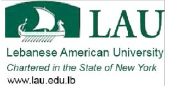 LAU
Lebanese American University
Chartered in the State of New York
www.lau.edu.lb